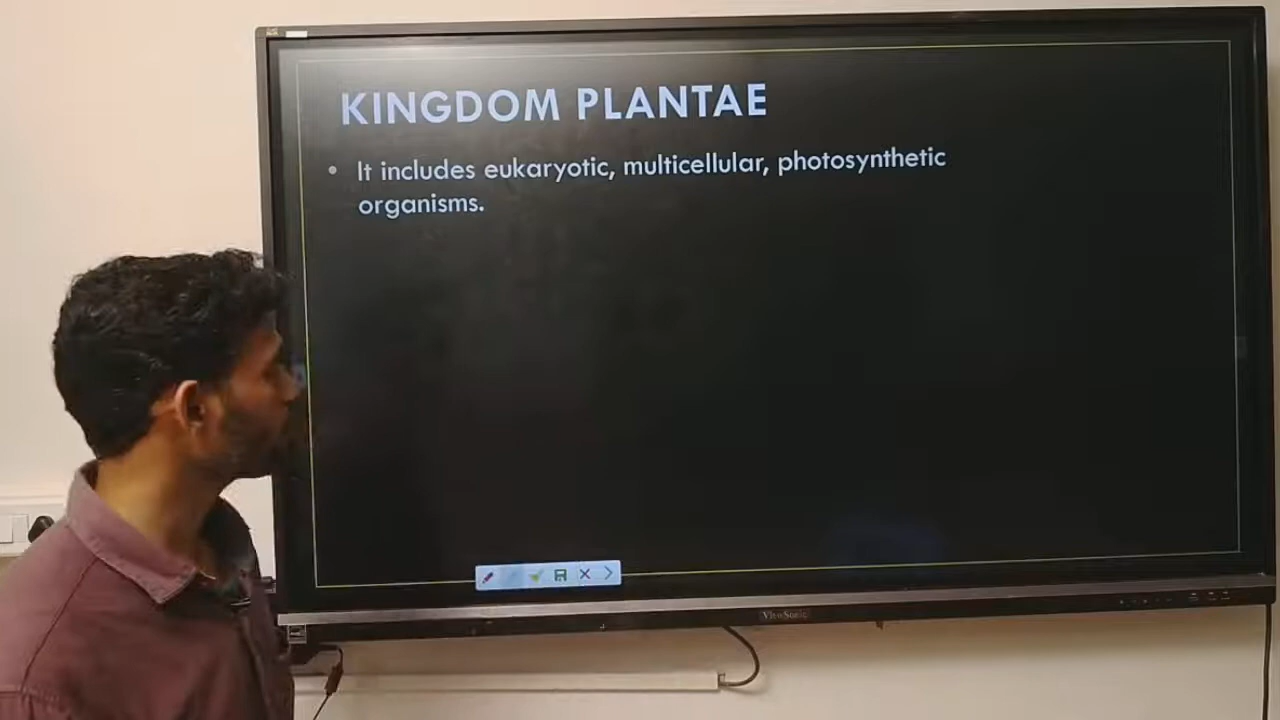 KINGDOM PLANTAE
• It includes eukaryotic, multicellular, photosynthetic
organisms.
ViewSonic